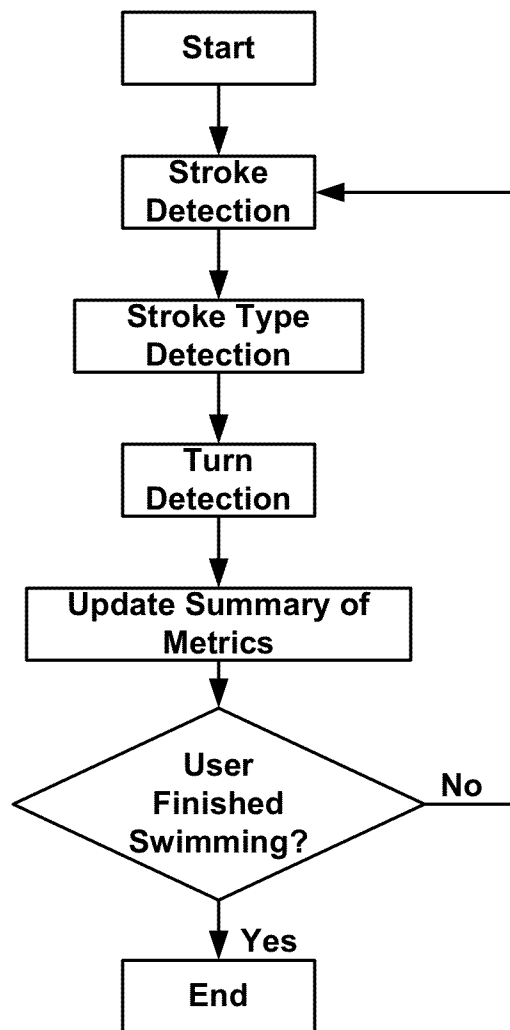 Start
Stroke
Detection
Stroke Type
Detection
Turn
Detection
Update Summary of
Metrics
User
Finished
Swimming?
No
Yes
End